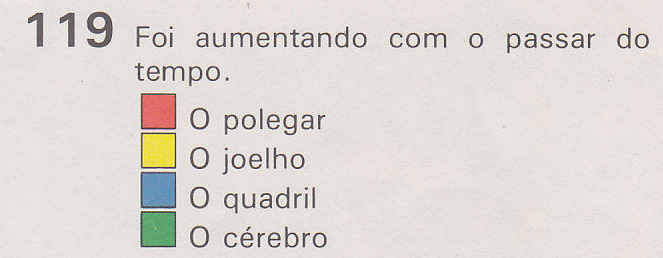 119 Foi aumentando com o passar do
tempo.
O polegar
O joelho
O quadril
O cérebro